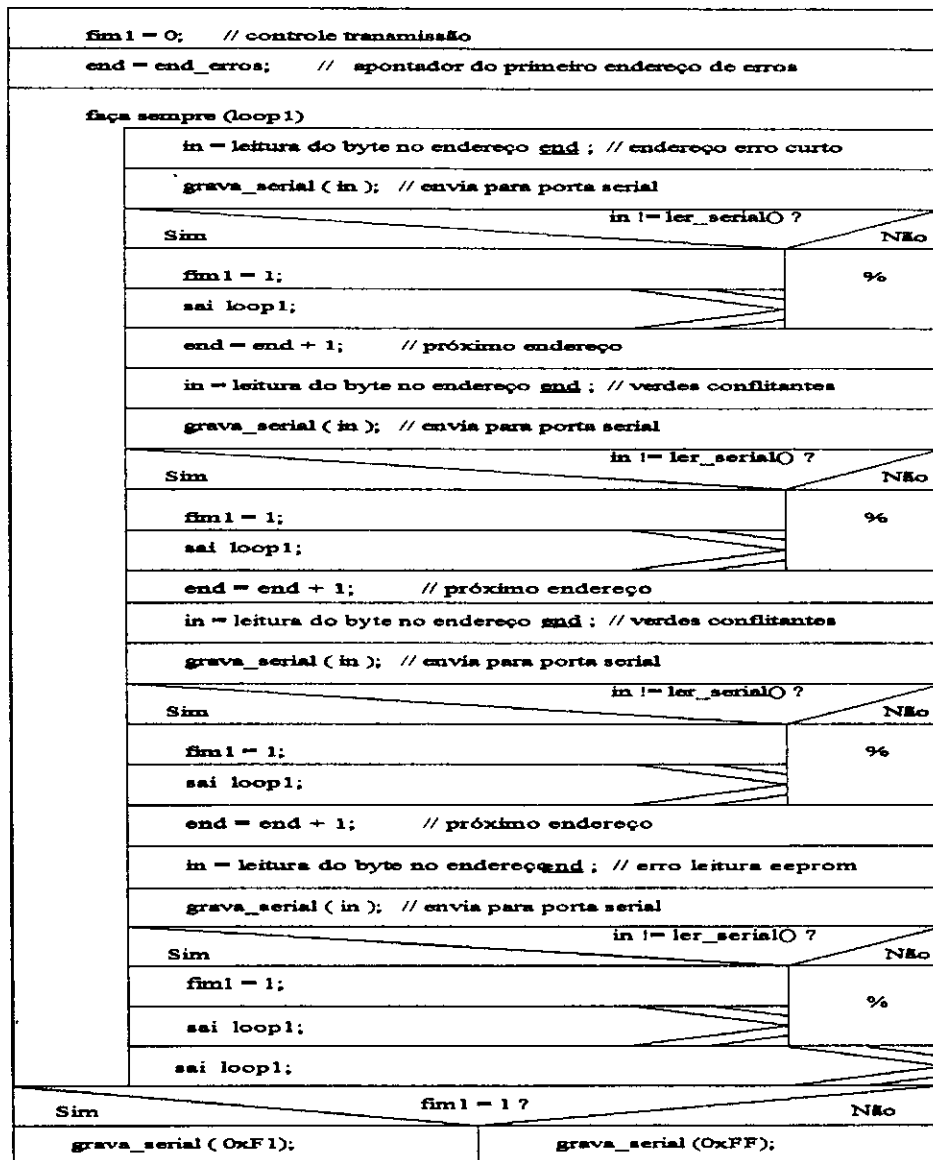 fim1 = 0; // controle transmissão
end = end_erros; // apontador do primeiro endereço de erros
faça sempre (loop1)
in = leitura do byte no endereço end ; // endereço erro curto
grava_serial ( in ); // envia para porta serial
in != ler_serial() ?
Sim Não
fim1 = 1; %
sai loop1;
end = end + 1; // próximo endereço
in = leitura do byte no endereço end ; // verdes conflitantes
grava_serial ( in ); // envia para porta serial
in != ler_serial() ?
Sim Não
fim1 = 1; %
sai loop1;
end = end + 1; // próximo endereço
in = leitura do byte no endereço end ; // verdes conflitantes
grava_serial ( in ); // envia para porta serial
in != ler_serial() ?
Sim Não
fim1 = 1; %
sai loop1;
end = end + 1; // próximo endereço
in = leitura do byte no endereço end ; // erro leitura eeprom
grava_serial ( in ); // envia para porta serial
in != ler_serial() ?
Sim Não
fim1 = 1; %
sai loop1;
sai loop1;
fim1 = 1 ?
Sim Não
grava_serial ( 0xF1); grava_serial (0xFF);